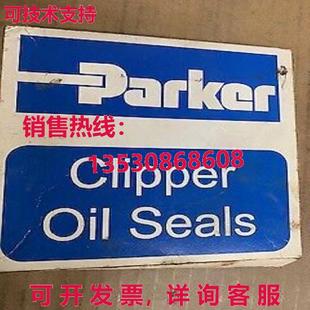 可技术支持
Parker
销售热线：
13530868608
Clipper
Oil Seals
可开发票，详询客服